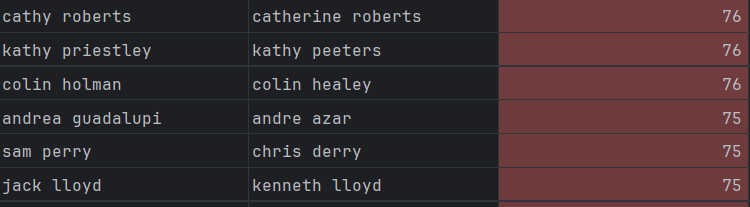 cathy roberts catherine roberts 76
kathy priestley kathy peeters 76
colin holman colin healey 76
andrea guadalupi andre azar 75
sam perry chris derry 75
jack lloyd kenneth lloyd 75